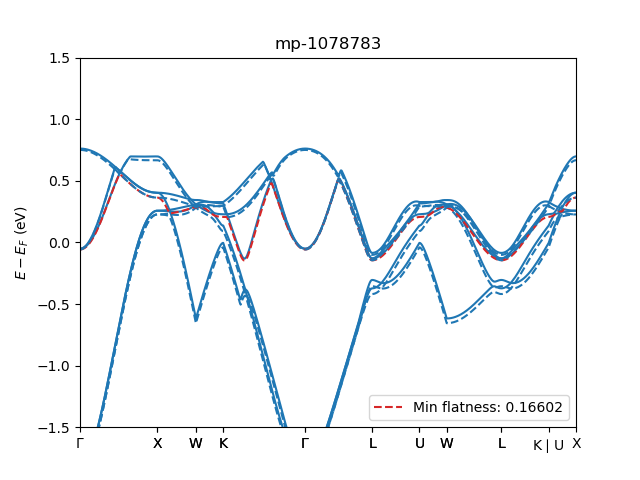 mp-1078783
E − E_F (eV)
1.5
1.0
0.5
0.0
−0.5
−1.0
−1.5
Min flatness: 0.16602
Γ X W K Γ L U W L K | U X